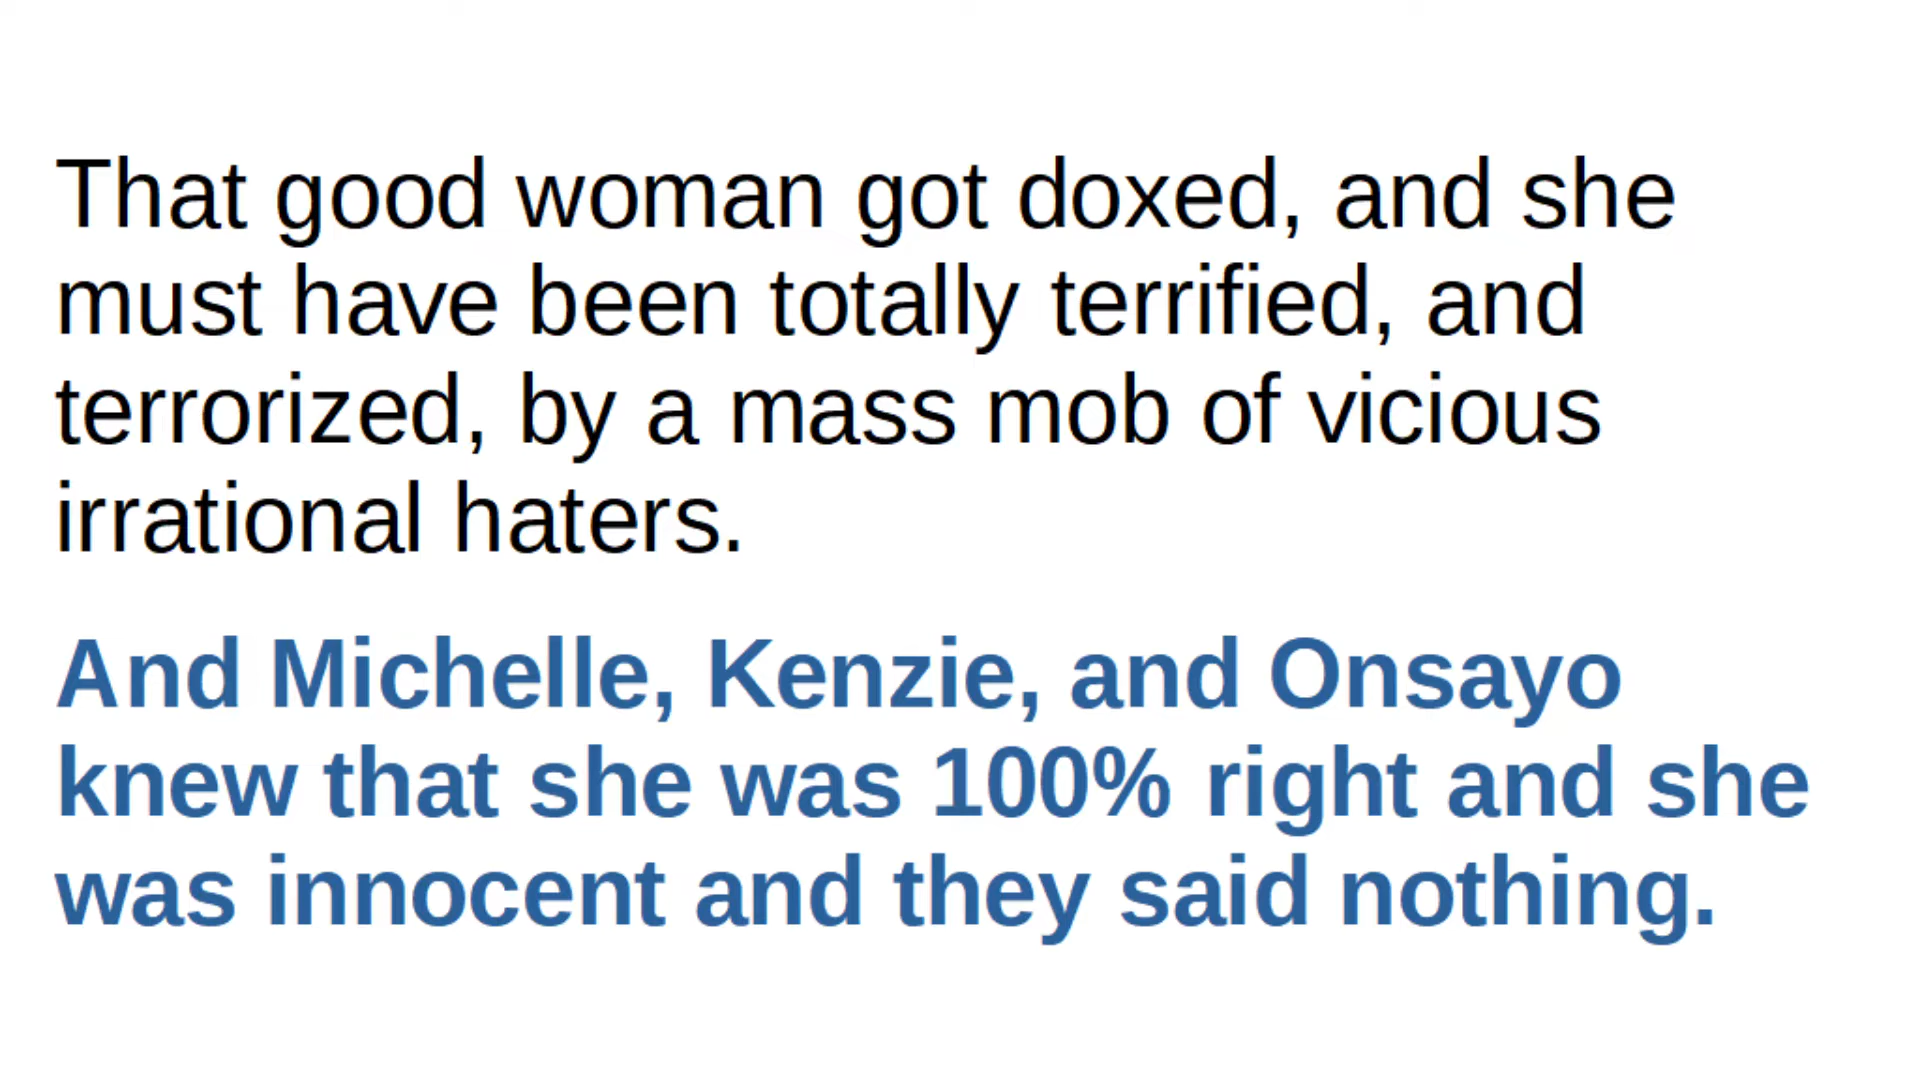 That good woman got doxed, and she
must have been totally terrified, and
terrorized, by a mass mob of vicious
irrational haters.
And Michelle, Kenzie, and Onsayo
knew that she was 100% right and she
was innocent and they said nothing.